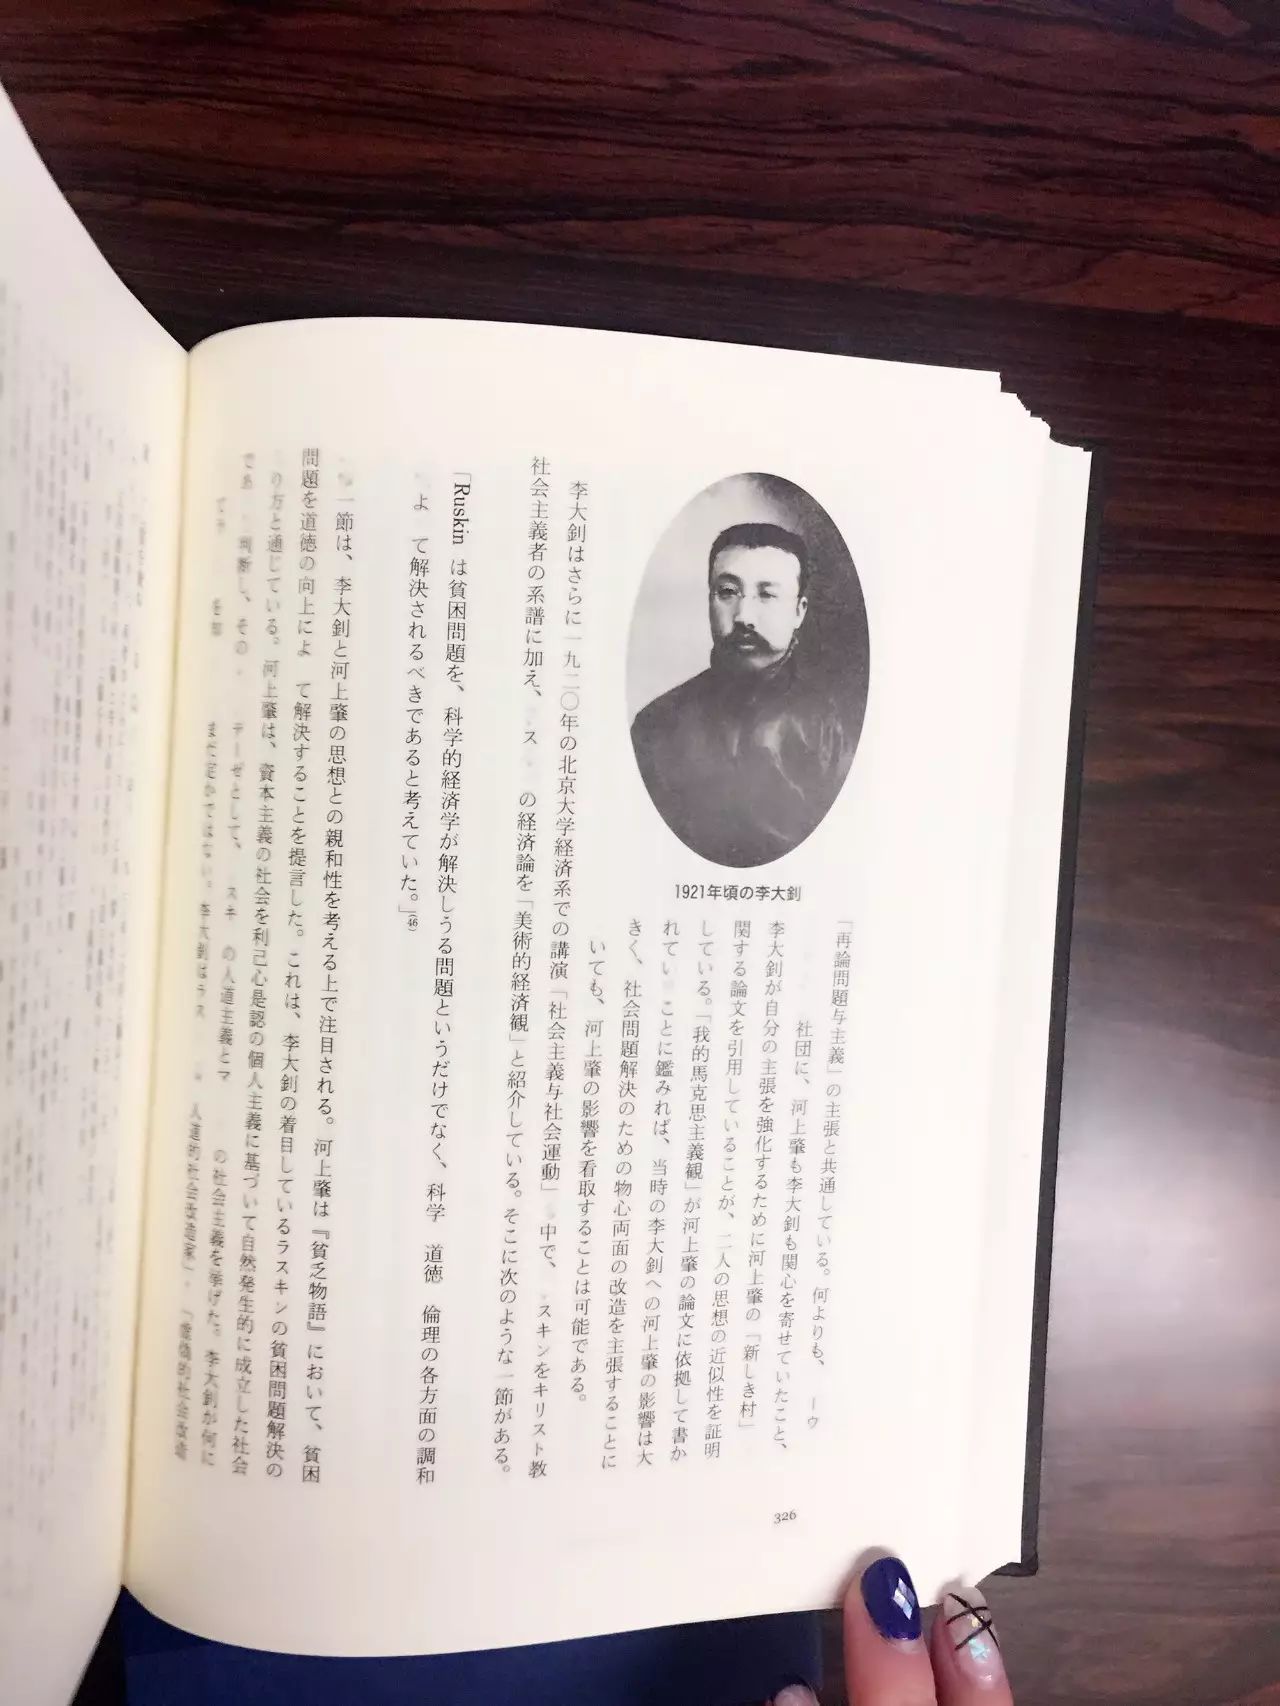 「再論問題与主義」の主張と共通している。何よりも、ーウ
社団に、河上肇も李大釗も関心を寄せていたこと、
李大釗が自分の主張を強化するために河上肇の「新しき村」
関する論文を引用していることが、二人の思想の近似性を証明
している。「我的馬克思主義観」が河上肇の論文に依拠して書か
れてい ことに鑑みれば、当時の李大釗への河上肇の影響は大
きく、社会問題解決のための物心両面の改造を主張することに
いても、河上肇の影響を看取することは可能である。
1921年頃の李大釗
李大釗はさらに一九二〇年の北京大学経済系での講演「社会主義与社会運動」 中で、 スキンをキリスト教
社会主義者の系譜に加え、 ス の経済論を「美術的経済観」と紹介している。そこに次のような一節がある。
「Ruskin は貧困問題を、科学的経済学が解決しうる問題というだけでなく、科学 道徳 倫理の各方面の調和
よ て解決されるべきであると考えていた。」(46)
一節は、李大釗と河上肇の思想との親和性を考える上で注目される。河上肇は『貧乏物語』において、貧困
問題を道徳の向上によ て解決することを提言した。これは、李大釗の着目しているラスキンの貧困問題解決の
の方と通じている。河上肇は、資本主義の社会を利己心是認の個人主義に基づいて自然発生的に成立した社会
であ 判断し、その テーゼとして、 スキ の人道主義とマ の社会主義を挙げた。李大釗が何に
て を知 まだ定かではない。李大釗はラス 人道的社会改造家」、「 的社会改造
326